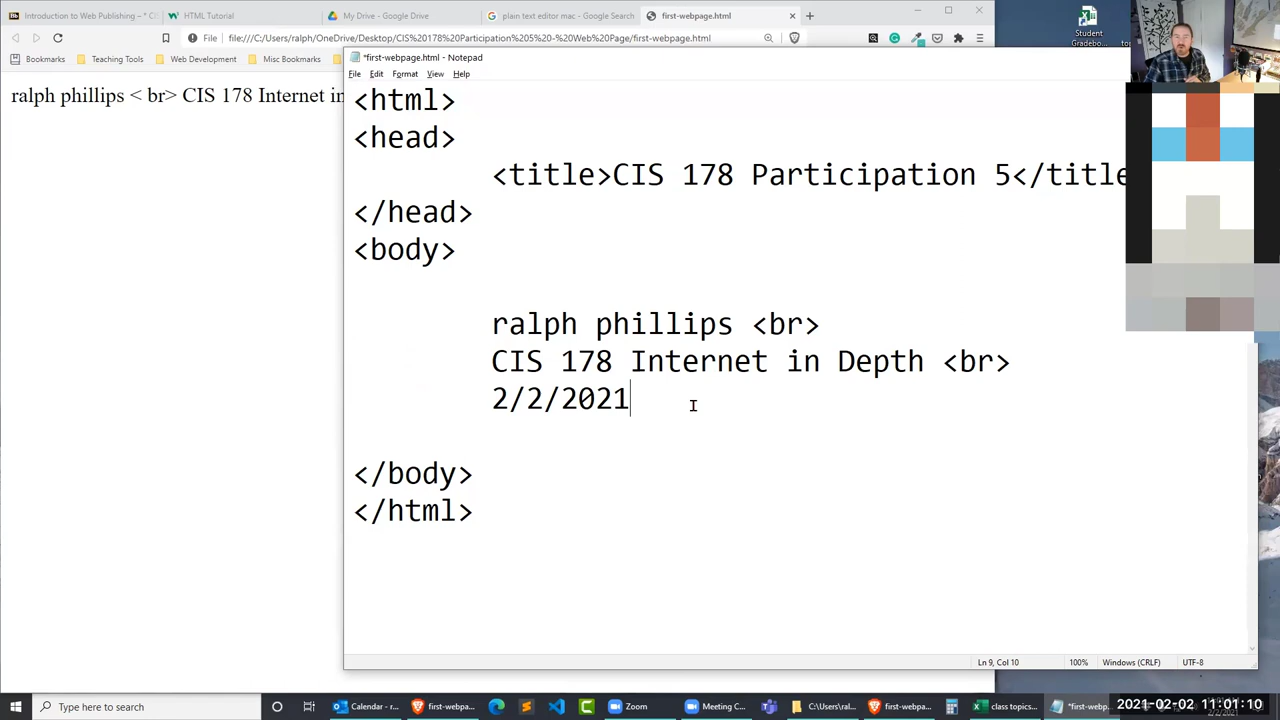 Introduction to Web Publishing – * C
HTML Tutorial
My Drive - Google Drive
plain text editor mac - Google Search
first-webpage.html
File
file:///C:/Users/ralph/OneDrive/Desktop/CIS%20178%20Participation%205%20-%20Web%20Page/first-webpage.html
Bookmarks
Teaching Tools
Web Development
Misc Bookmarks
ralph phillips < br> CIS 178 Internet in
Student
Gradebo...
*first-webpage.html - Notepad
File Edit Format View Help
<html>
<head>
<title>CIS 178 Participation 5</title
</head>
<body>
ralph phillips <br>
CIS 178 Internet in Depth <br>
2/2/2021
</body>
</html>
Ln 9, Col 10
100%
Windows (CRLF)
UTF-8
Type here to search
Calendar - r...
first-webp...
Zoom
Meeting C...
C:\Users\ral...
first-webp...
class topics...
*first-webp...
2021-02-02 11:01:10